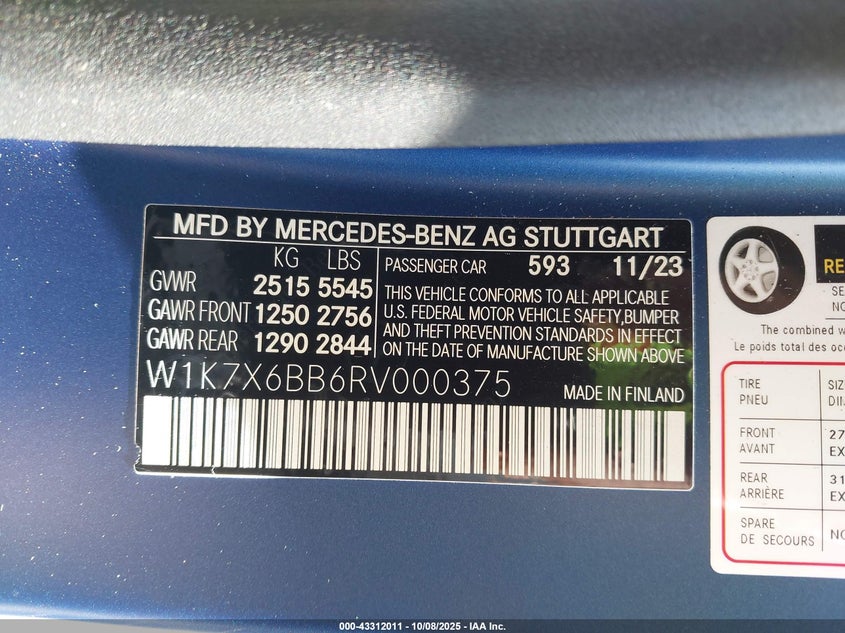 MFD BY MERCEDES-BENZ AG STUTTGART
KG LBS
GVWR 2515 5545
GAWR FRONT 1250 2756
GAWR REAR 1290 2844
PASSENGER CAR 593 11/23
THIS VEHICLE CONFORMS TO ALL APPLICABLE
U.S. FEDERAL MOTOR VEHICLE SAFETY,BUMPER
AND THEFT PREVENTION STANDARDS IN EFFECT
ON THE DATE OF MANUFACTURE SHOWN ABOVE
W1K7X6BB6RV000375
MADE IN FINLAND
The combined
Le poids total des
TIRE
PNEU
FRONT
AVANT
REAR
ARRIÈRE
SPARE
DE SECOURS
000-43312011 - 10/08/2025 - IAA Inc.